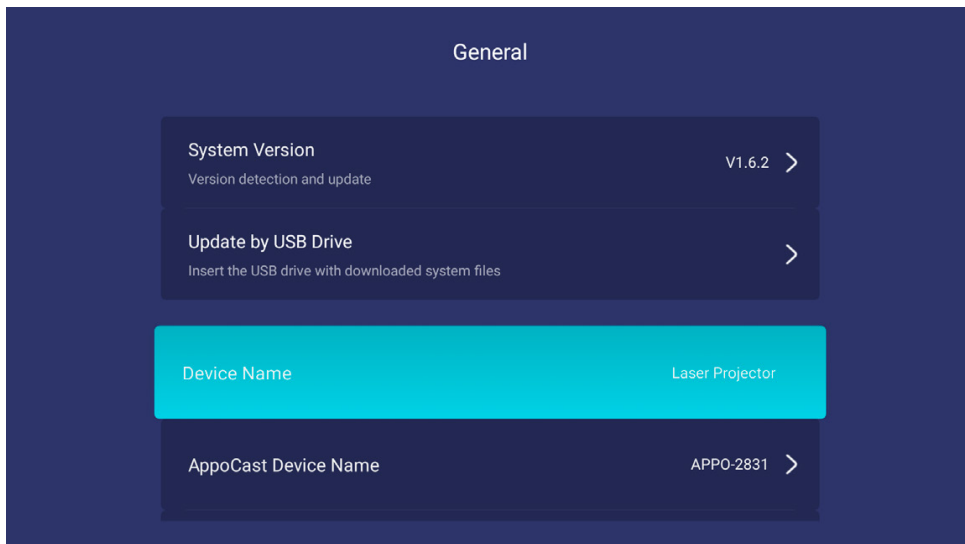 General
System Version
V1.6.2
Version detection and update
Update by USB Drive
Insert the USB drive with downloaded system files
Device Name
Laser Projector
AppoCast Device Name
APPO-2831